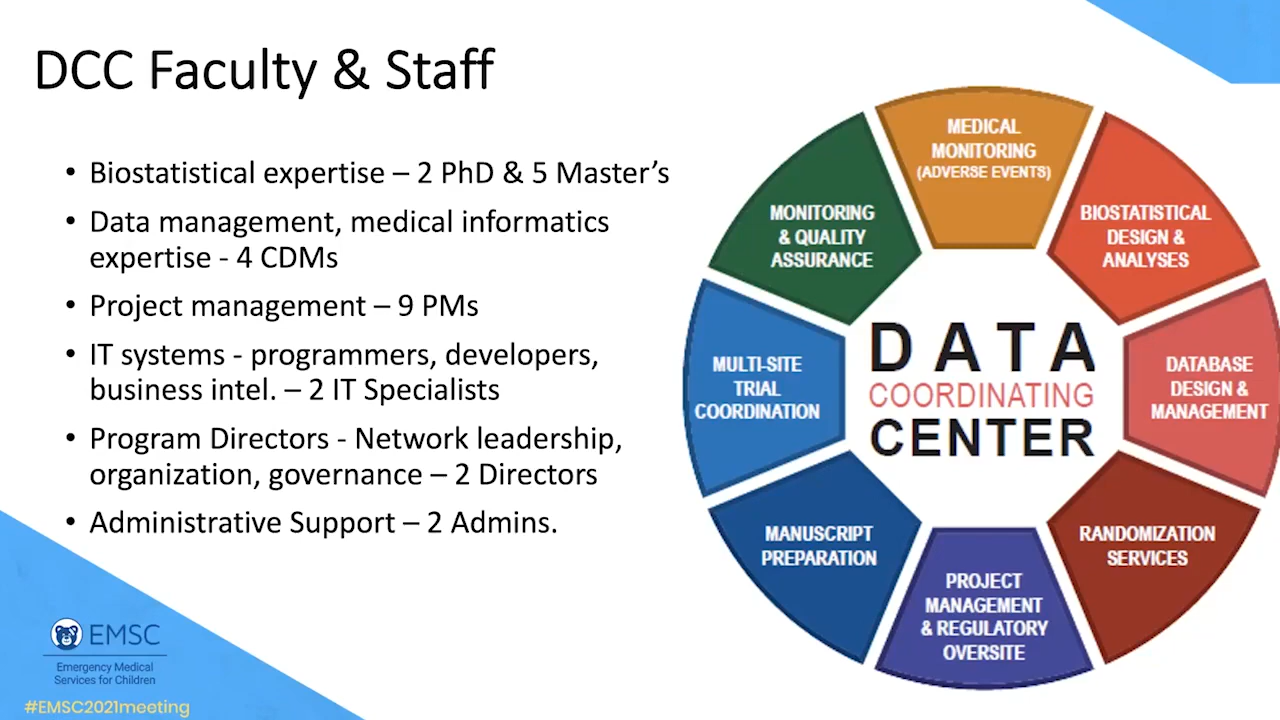 DCC Faculty & Staff
• Biostatistical expertise – 2 PhD & 5 Master’s
• Data management, medical informatics
expertise - 4 CDMs
• Project management – 9 PMs
• IT systems - programmers, developers,
business intel. – 2 IT Specialists
• Program Directors - Network leadership,
organization, governance – 2 Directors
• Administrative Support – 2 Admins.
MEDICAL
MONITORING
(ADVERSE EVENTS)
BIOSTATISTICAL
DESIGN &
ANALYSES
DATABASE
DESIGN &
MANAGEMENT
RANDOMIZATION
SERVICES
PROJECT
MANAGEMENT
& REGULATORY
OVERSITE
MANUSCRIPT
PREPARATION
MULTI-SITE
TRIAL
COORDINATION
MONITORING
& QUALITY
ASSURANCE
DATA
COORDINATING
CENTER
EMSC
Emergency Medical
Services for Children
#EMSC2021meeting